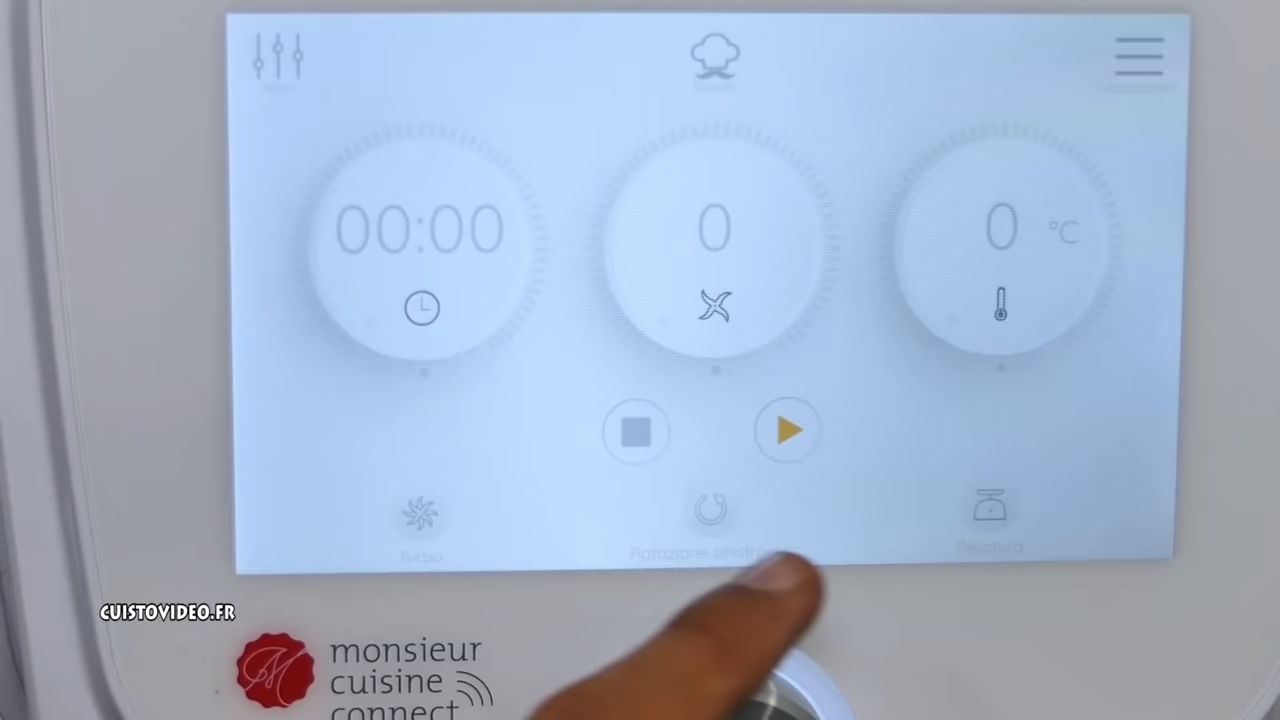 00:00
0
0 °C
Turbo
Rotazione sinistrorsa
Pesatura
CUISTOVIDEO.FR
monsieur
cuisine
connect